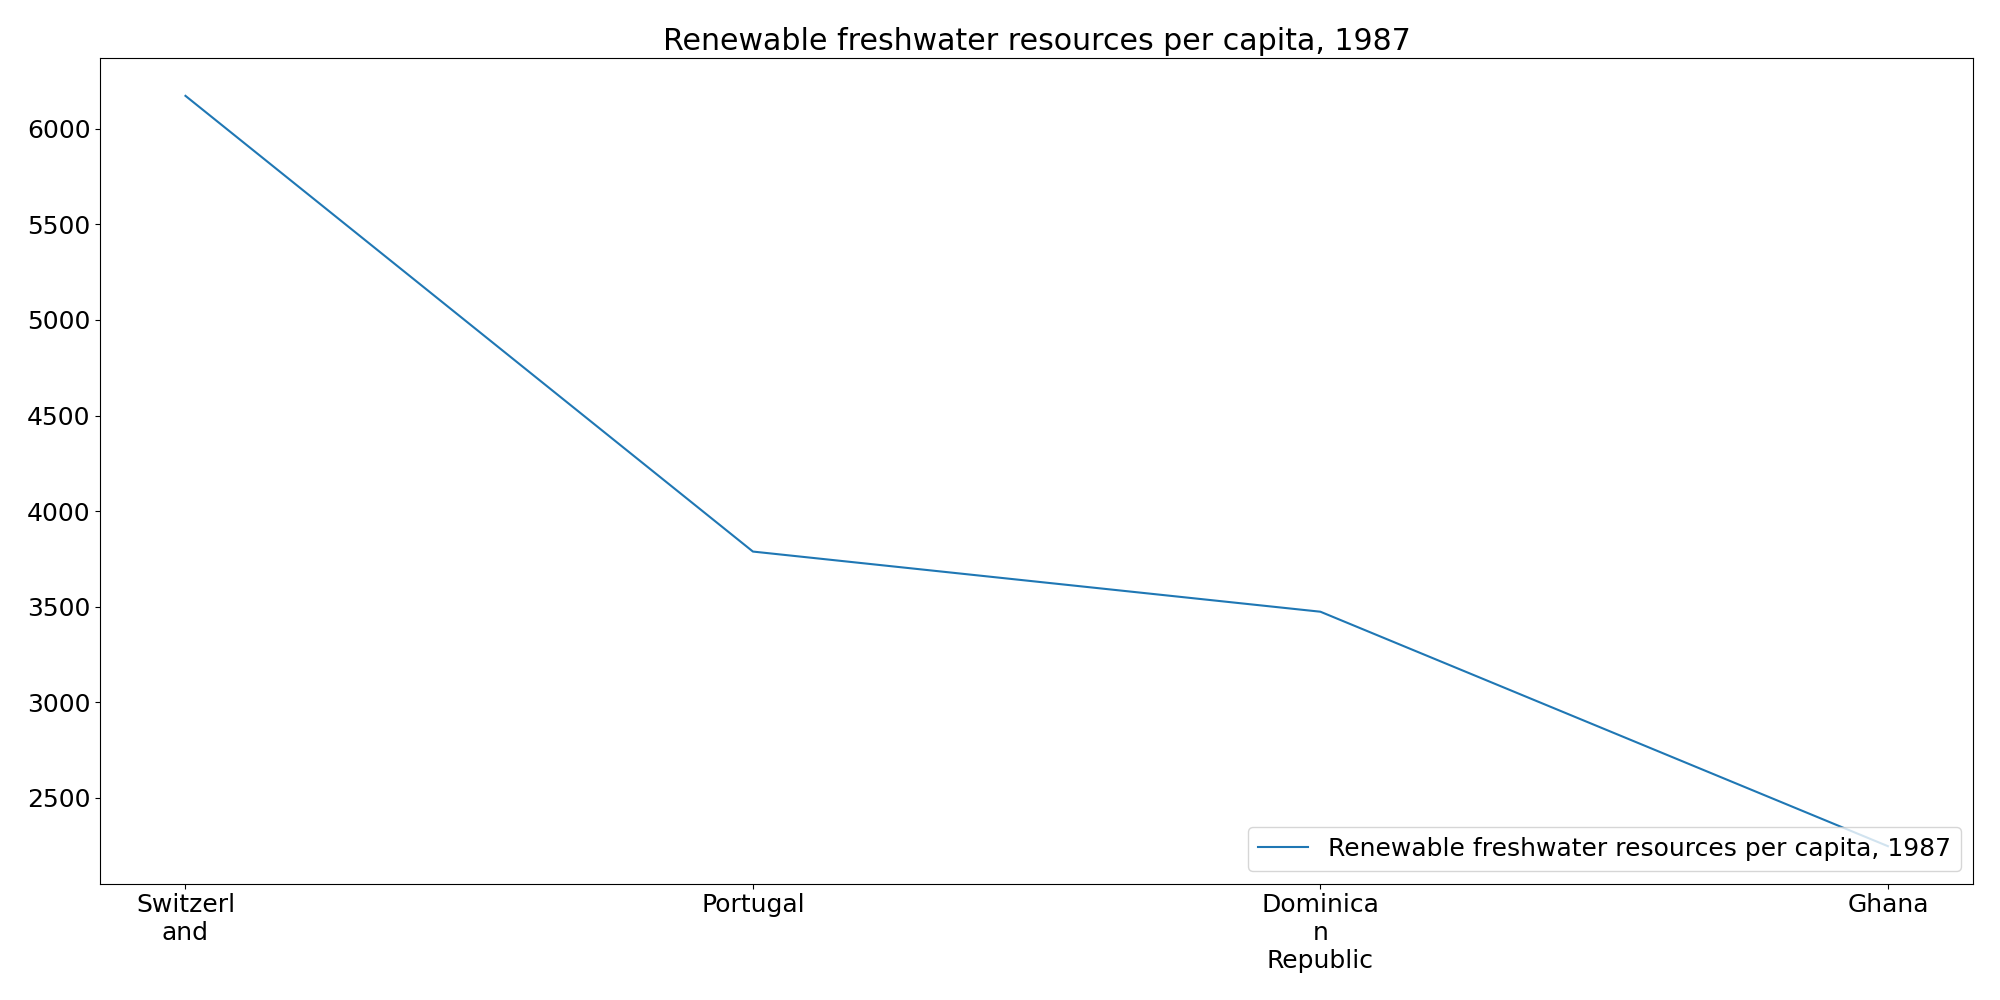 Renewable freshwater resources per capita, 1987
6000
5500
5000
4500
4000
3500
3000
2500
Renewable freshwater resources per capita, 1987
Switzerl
and
Portugal
Dominica
n
Republic
Ghana